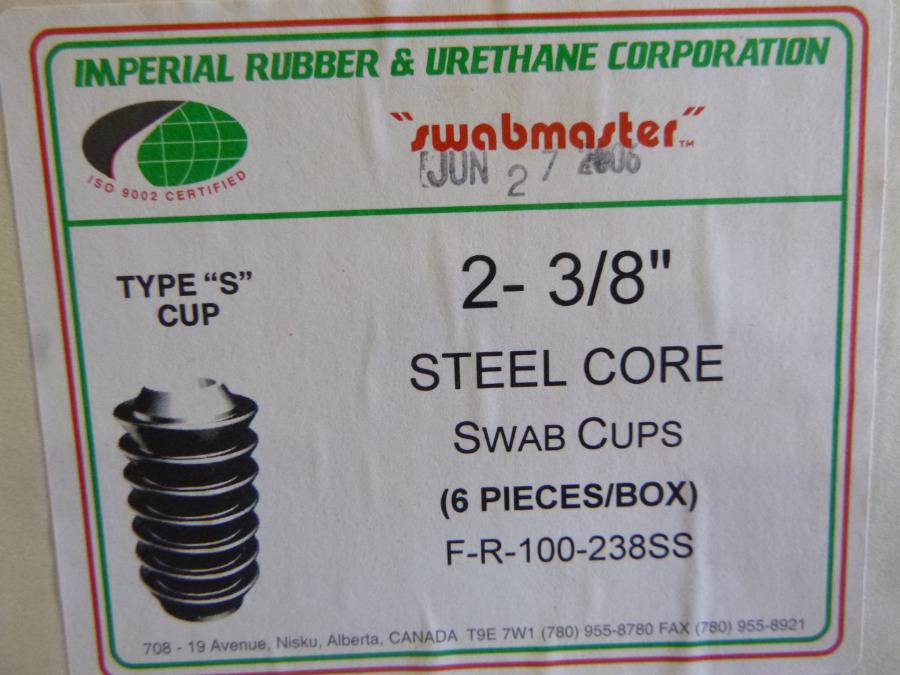 IMPERIAL RUBBER & URETHANE CORPORATION
"swabmaster"™
JUN 27 2006
ISO 9002 CERTIFIED
TYPE "S"
CUP
2- 3/8"
STEEL CORE
SWAB CUPS
(6 PIECES/BOX)
F-R-100-238SS
708 - 19 Avenue, Nisku, Alberta, CANADA T9E 7W1 (780) 955-8780 FAX (780) 955-8921